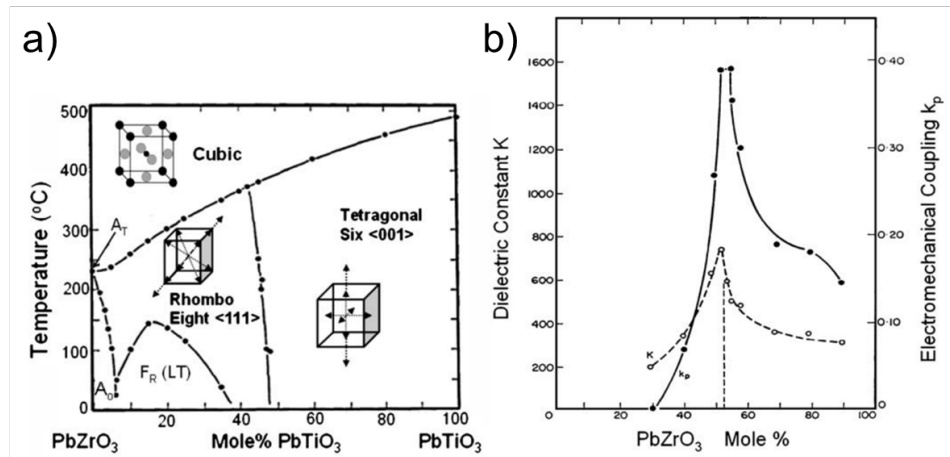 a)
500
400
300
200
100
0
Temperature (°C)
Cubic
A_T
Rhombo
Eight <111>
Tetragonal
Six <001>
A_0
F_R (LT)
20 40 60 80 100
PbZrO₃ Mole% PbTiO₃ PbTiO₃
b)
1600
1400
1200
1000
800
600
400
200
0
Dielectric Constant K
K
k_p
0·40
0·30
0·20
0·10
0
Electromechanical Coupling k_p
0 20 30 40 60 80 100
PbZrO₃ Mole %